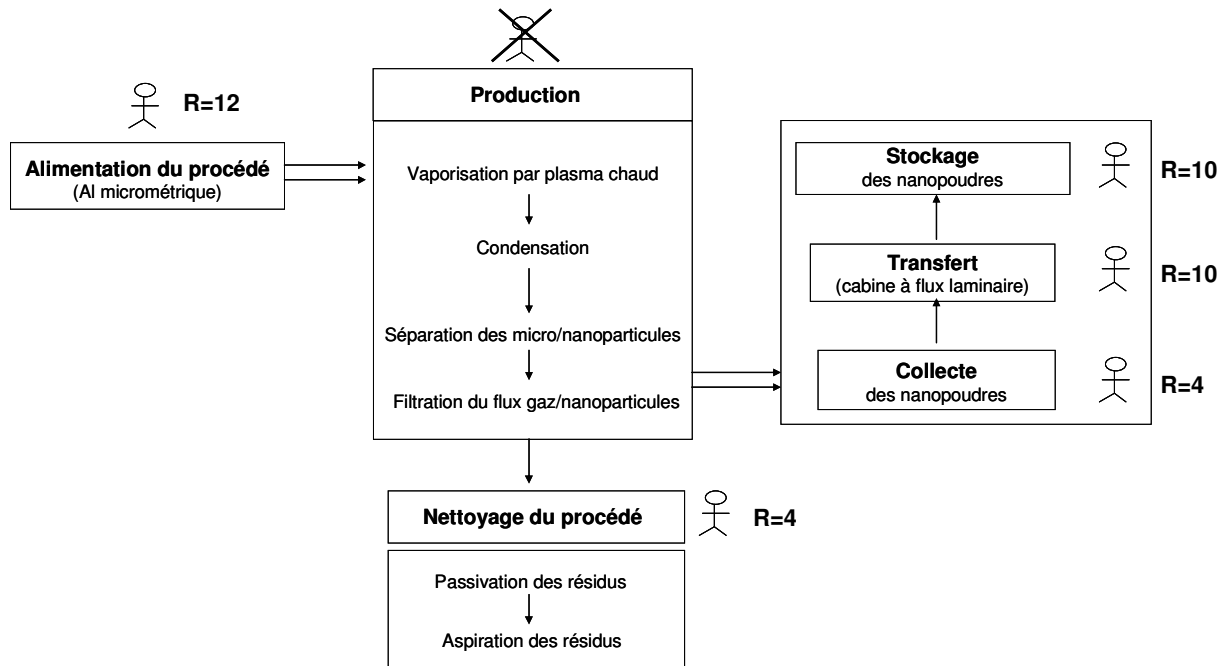 R=12
Alimentation du procédé
(Al micrométrique)
Production
Vaporisation par plasma chaud
Condensation
Séparation des micro/nanoparticules
Filtration du flux gaz/nanoparticules
Stockage
des nanopoudres
R=10
Transfert
(cabine à flux laminaire)
R=10
Collecte
des nanopoudres
R=4
Nettoyage du procédé
R=4
Passivation des résidus
Aspiration des résidus